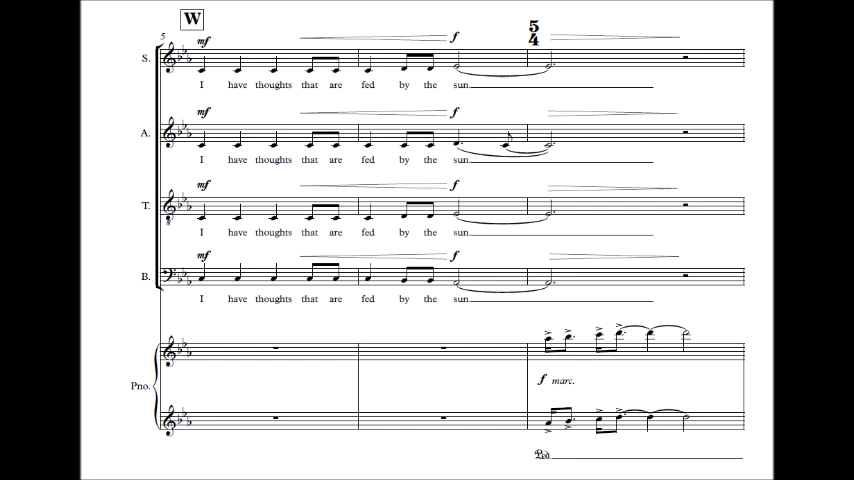 W
5
mf
f
5
4
S.
I have thoughts that are fed by the sun.
mf
f
A.
I have thoughts that are fed by the sun.
mf
f
T.
8
I have thoughts that are fed by the sun.
mf
f
B.
I have thoughts that are fed by the sun.
Pno.
f marc.
Ped.